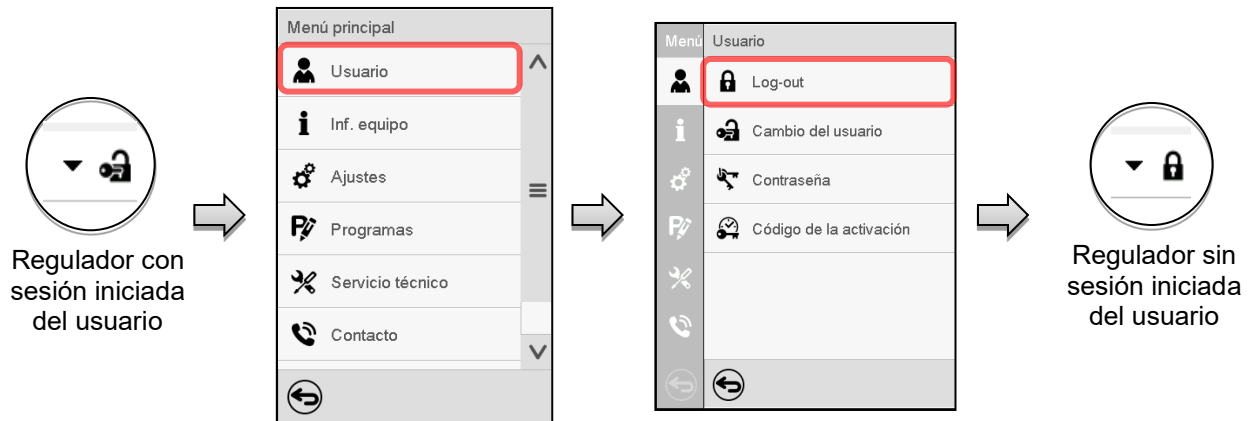 Regulador con
sesión iniciada
del usuario
Menú principal
Usuario
Inf. equipo
Ajustes
Programas
Servicio técnico
Contacto
Menú
Usuario
Log-out
Cambio del usuario
Contraseña
Código de la activación
Regulador sin
sesión iniciada
del usuario